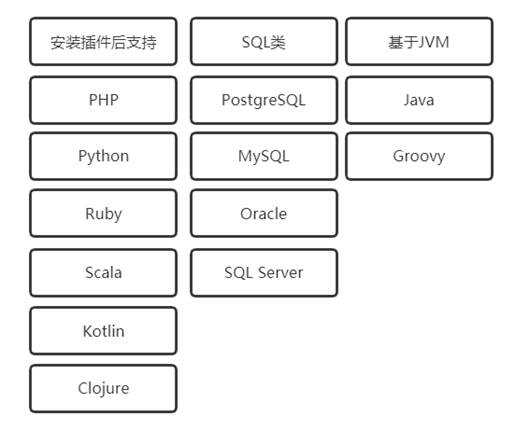 安装插件后支持
SQL类
基于JVM
PHP
PostgreSQL
Java
Python
MySQL
Groovy
Ruby
Oracle
Scala
SQL Server
Kotlin
Clojure